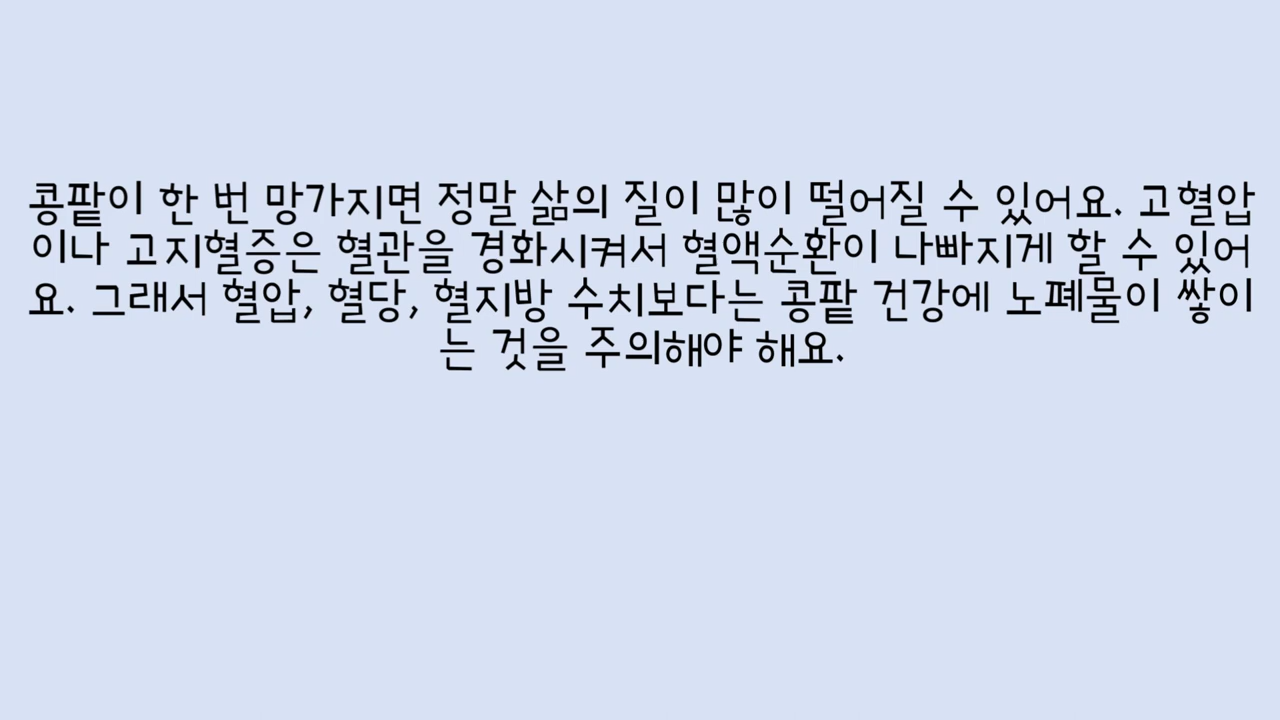 콩팥이 한 번 망가지면 정말 삶의 질이 많이 떨어질 수 있어요. 고혈압
이나 고지혈증은 혈관을 경화시켜서 혈액순환이 나빠지게 할 수 있어
요. 그래서 혈압, 혈당, 혈지방 수치보다는 콩팥 건강에 노폐물이 쌓이
는 것을 주의해야 해요.